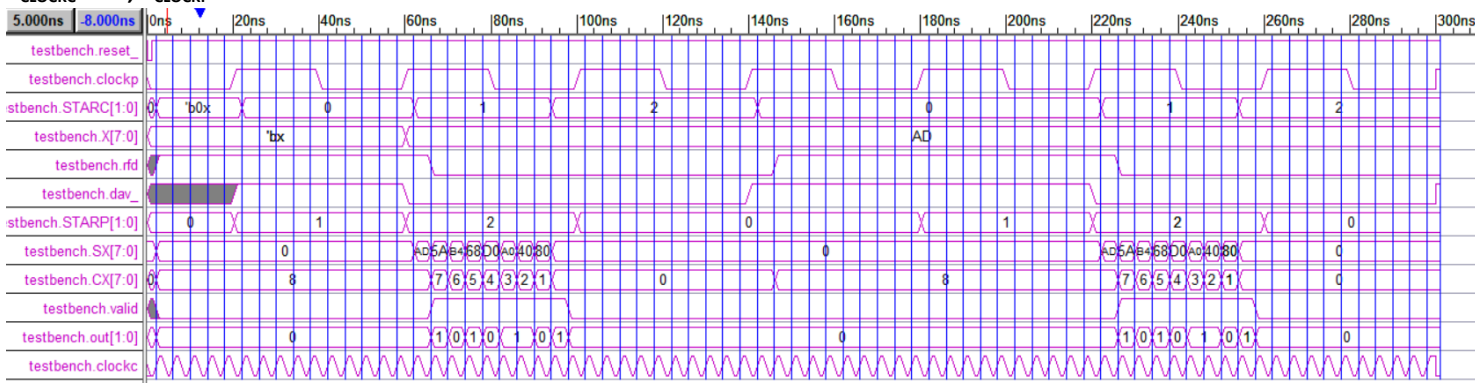 CLOCKC / CLOCKP
5.000ns -8.000ns 0ns 20ns 40ns 60ns 80ns 100ns 120ns 140ns 160ns 180ns 200ns 220ns 240ns 260ns 280ns 300ns
testbench.reset_
testbench.clockp
stbench.STARC[1:0] 0 'b0x 0 1 2 0 1 2
testbench.X[7:0] 'bx AD
testbench.rfd
testbench.dav_
stbench.STARP[1:0] 0 1 2 0 1 2 0
testbench.SX[7:0] 0 AD 5A B4 68 D0 A0 40 80 0 AD 5A B4 68 D0 A0 40 80 0
testbench.CX[7:0] 0 8 7 6 5 4 3 2 1 0 8 7 6 5 4 3 2 1 0
testbench.valid
testbench.out[1:0] 0 1 0 1 0 1 0 1 0 1 0 1 0 1 0 1 0
testbench.clockc